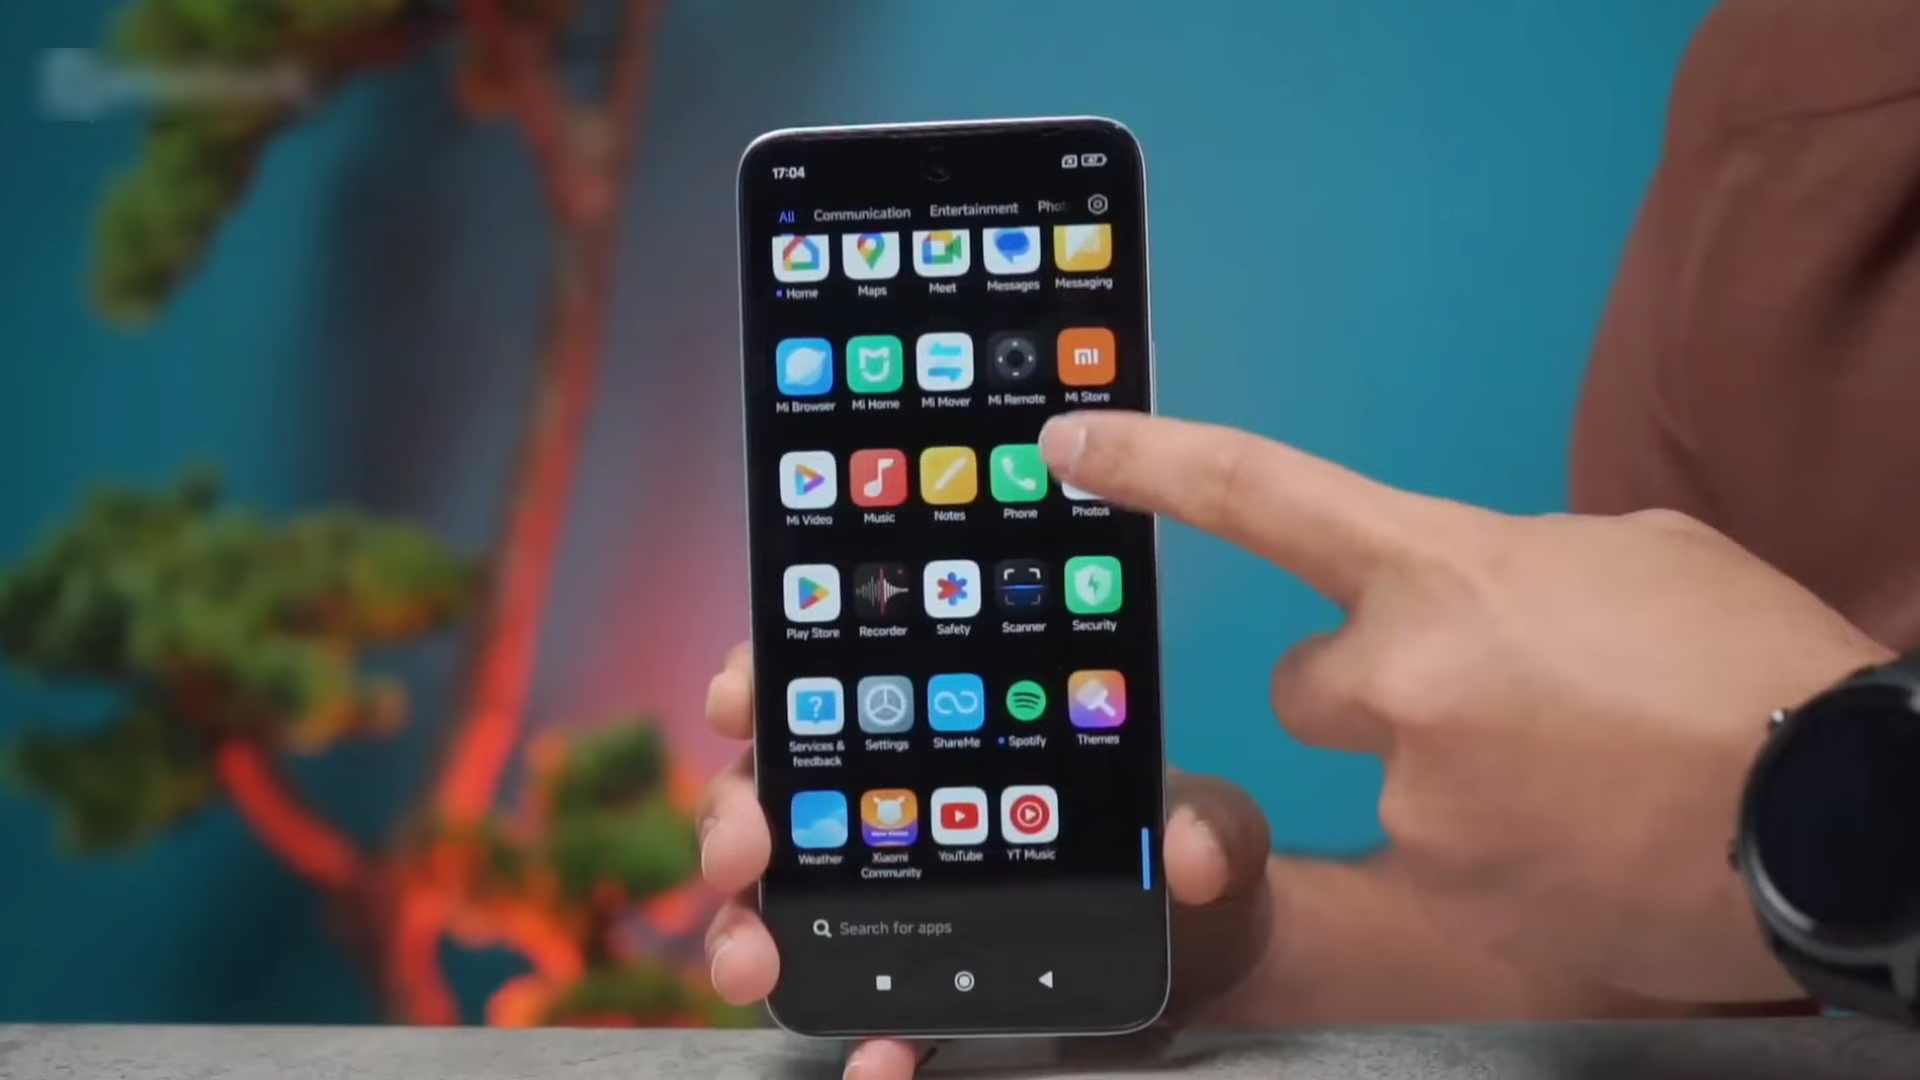 17:04
All Communication Entertainment Phot
Home Maps Meet Messages Messaging
mi
Mi Browser Mi Home Mi Mover Mi Remote Mi Store
Mi Video Music Notes Phone Photos
Play Store Recorder Safety Scanner Security
Services & feedback Settings ShareMe Spotify Themes
Weather Xiaomi Community YouTube YT Music
Search for apps